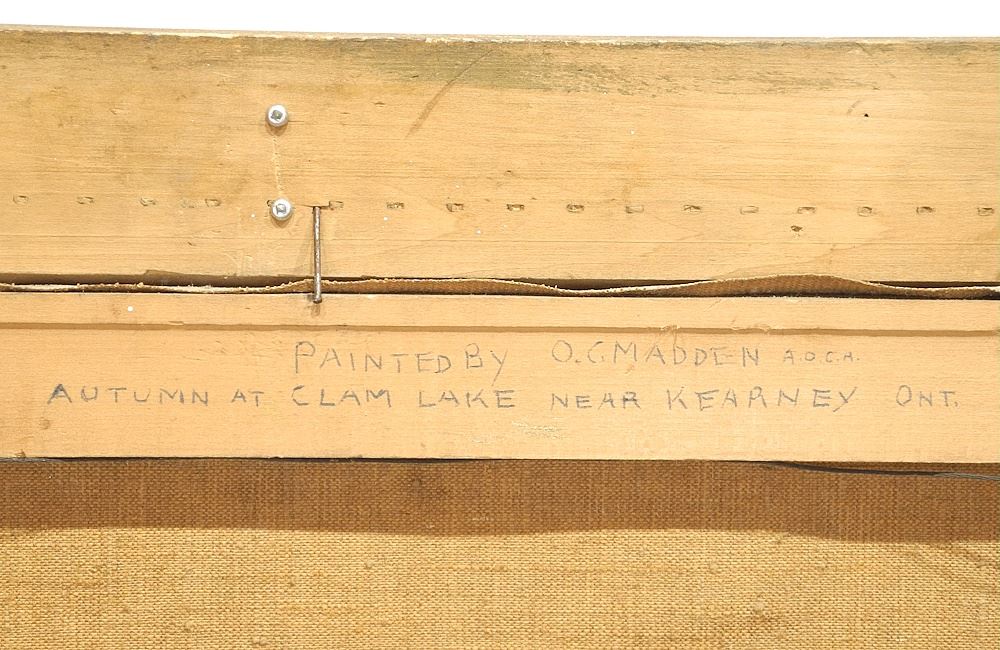 PAINTED BY O.C. MADDEN A.O.C.A.
AUTUMN AT CLAM LAKE NEAR KEARNEY ONT.